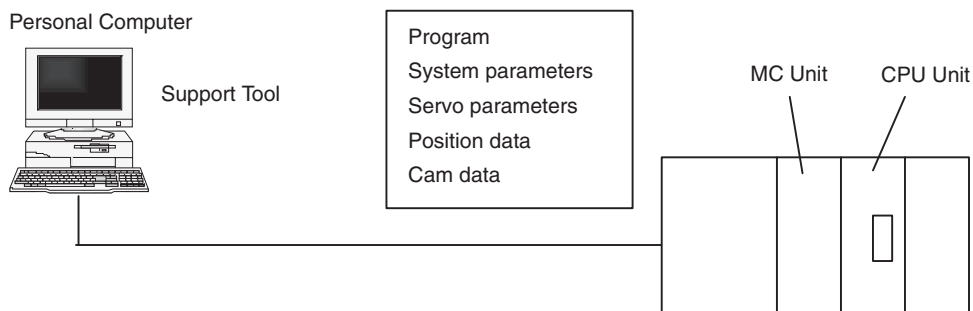 Personal Computer
Support Tool
Program
System parameters
Servo parameters
Position data
Cam data
MC Unit
CPU Unit